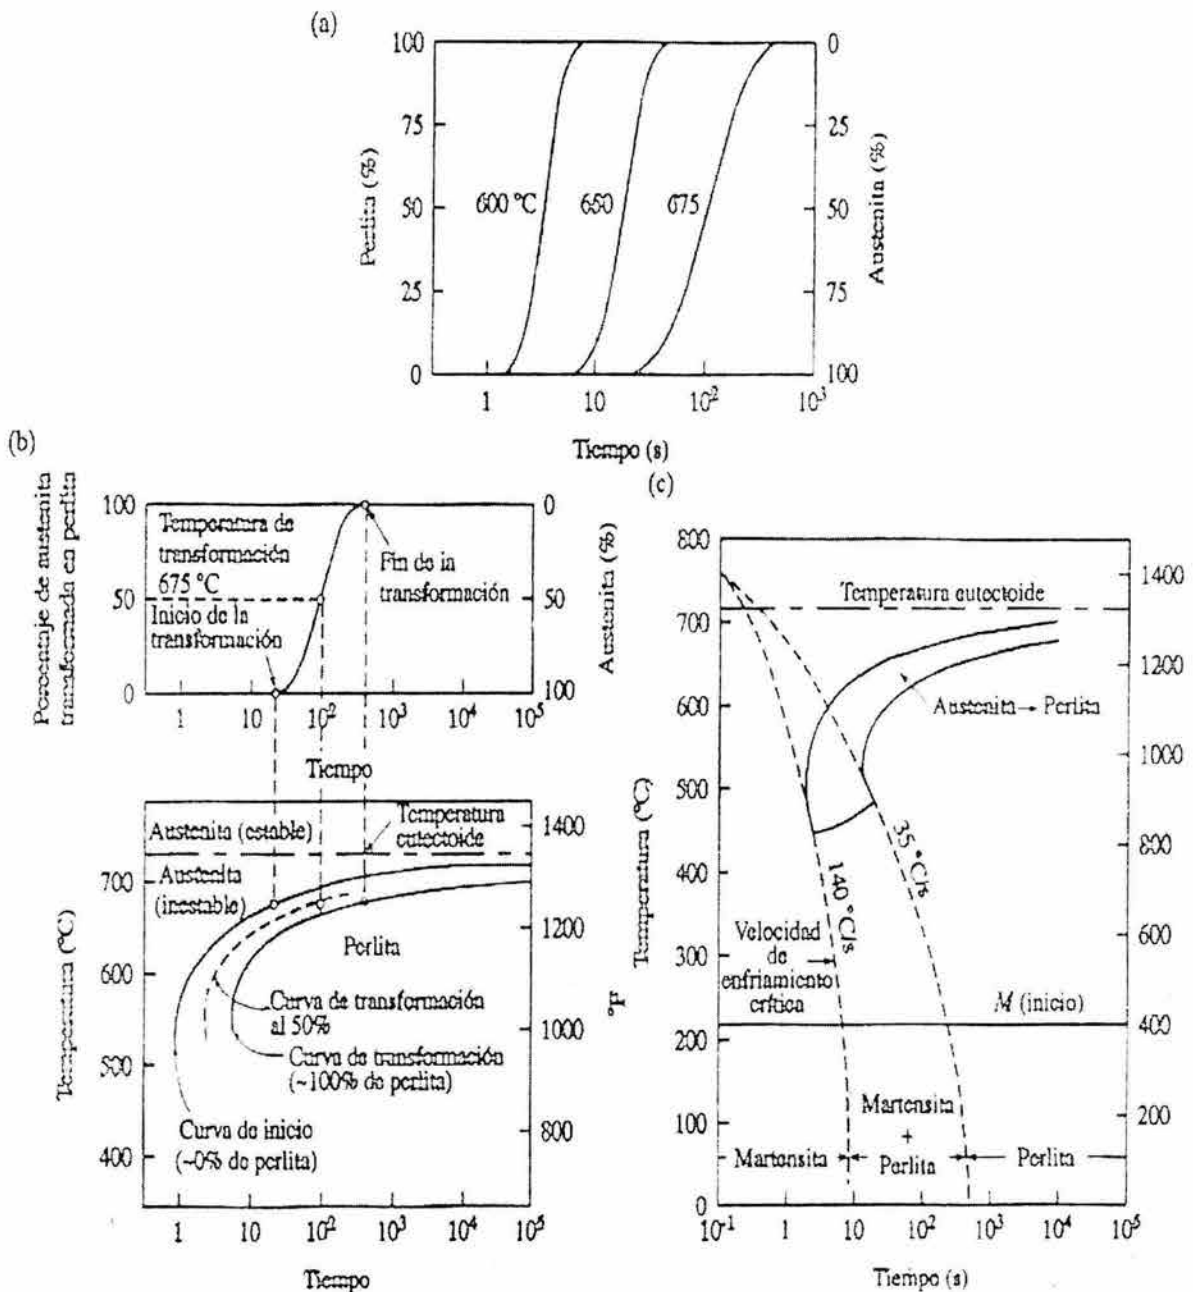 (a)
100
75
50
25
0
Perlita (%)
600 °C
650
675
0
25
50
75
100
Austenita (%)
1
10
10²
10³
Tiempo (s)
(b)
Porcentaje de austenita
transformada en perlita
100
50
0
Temperatura de
transformación
675 °C
Inicio de la
transformación
Fin de la
transformación
0
50
100
Austenita (%)
1
10
10²
10³
10⁴
10⁵
Tiempo
Temperatura (°C)
700
600
500
400
Austenita (estable)
Temperatura
eutectoide
Austenita
(inestable)
Perlita
Curva de transformación
al 50%
Curva de transformación
(~100% de perlita)
Curva de inicio
(~0% de perlita)
1400
1200
1000
800
°F
1
10
10²
10³
10⁴
10⁵
Tiempo
(c)
800
700
600
500
400
300
200
100
0
Temperatura (°C)
Temperatura eutectoide
Austenita → Perlita
140 °C/s
35 °C/s
Velocidad
de
enfriamiento
crítica
M (inicio)
Martensita
+
Perlita
Martensita
Perlita
1400
1200
1000
800
600
400
200
10⁻¹
1
10
10²
10³
10⁴
10⁵
Tiempo (s)